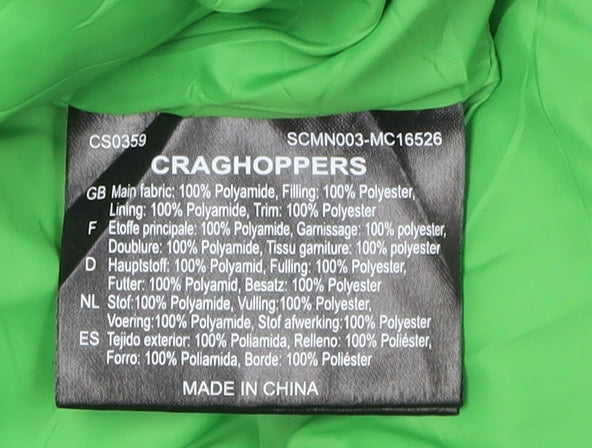 CS0359 SCMN003-MC16526
CRAGHOPPERS
GB Main fabric: 100% Polyamide, Filling: 100% Polyester,
Lining: 100% Polyamide, Trim: 100% Polyester
F Etoffe principale: 100% Polyamide, Garnissage: 100% polyester,
Doublure: 100% Polyamide, Tissu garniture: 100% polyester
D Hauptstoff: 100% Polyamid, Fulling: 100% Polyester,
Futter: 100% Polyamid, Besatz: 100% Polyester
NL Stof:100% Polyamide, Vulling:100% Polyester,
Voering:100% Polyamide, Stof afwerking:100% Polyester
ES Tejido exterior: 100% Poliamida, Relleno: 100% Poliéster,
Forro: 100% Poliamida, Borde: 100% Poliéster
MADE IN CHINA